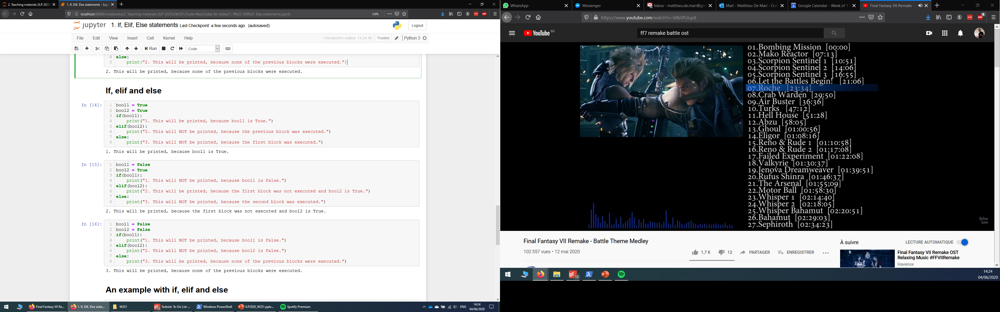 2. Teaching materials (ILP 2020)
1. If, Elif, Else statements - Jupy
localhost:8888/notebooks/2. Teaching materials (ILP 2020)/W2S1/Code files/Codes for slides/1. If%2C Elif%2C Else statements.ipynb
120%
ABP
jupyter 1. If, Elif, Else statements Last Checkpoint: a few seconds ago (autosaved)
Logout
File Edit View Insert Cell Kernel Help
Checkpoint created: 14:24:48
Trusted
Python 3
Run
Code
4 else:
5 print("2. This will be printed, because none of the previous blocks were executed.")
2. This will be printed, because none of the previous blocks were executed.
If, elif and else
In [14]:
1 bool1 = True
2 bool2 = True
3 if(bool1):
4 print("1. This will be printed, because bool1 is True.")
5 elif(bool2):
6 print("2. This will NOT be printed, because the previous block was executed.")
7 else:
8 print("3. This will NOT be printed, because the first block was executed.")
1. This will be printed, because bool1 is True.
In [15]:
1 bool1 = False
2 bool2 = True
3 if(bool1):
4 print("1. This will NOT be printed, because bool1 is False.")
5 elif(bool2):
6 print("2. This will be printed, because the first block was not executed and bool2 is True.")
7 else:
8 print("3. This will NOT be printed, because the second block was executed.")
2. This will be printed, because the first block was not executed and bool2 is True.
In [16]:
1 bool1 = False
2 bool2 = False
3 if(bool1):
4 print("1. This will NOT be printed, because bool1 is False.")
5 elif(bool2):
6 print("2. This will NOT be printed, because bool2 is False.")
7 else:
8 print("3. This will be printed, because none of the previous blocks were executed.")
3. This will be printed, because none of the previous blocks were executed.
An example with if, elif and else
Final Fantasy VII Re...
1. If, Elif, Else state...
W2S1
13
Todoist: To-Do List ...
Windows PowerShell
ILP2020_W2S1.pptx...
Spotify Premium
ENG
14:24
04/06/2020
WhatsApp
Messenger
Inbox - matthieu.de.mari@gm
Mail - Matthieu De Mari - Out
Google Calendar - Week of 1
Final Fantasy VII Remake -
https://www.youtube.com/watch?v=ldIkVfGIup8
ABP
6
YouTube SG
ff7 remake battle ost
01.Bombing Mission [00:00]
02.Mako Reactor [07:13]
03.Scorpion Sentinel 1 [10:51]
04.Scorpion Sentinel 2 [14:06]
05.Scorpion Sentinel 3 [16:55]
06.Let the Battles Begin! [21:06]
07.Roche [23:34]
08.Crab Warden [29:50]
09.Air Buster [36:36]
10.Turks [47:12]
11.Hell House [51:28]
12.Abzu [58:05]
13.Ghoul [01:00:56]
14.Eligor [01:08:16]
15.Reno & Rude 1 [01:10:58]
16.Reno & Rude 2 [01:17:08]
17.Failed Experiment [01:22:08]
18.Valkyrie [01:30:37]
19.Jenova Dreamweaver [01:39:51]
20.Rufus Shinra [01:46:37]
21.The Arsenal [01;55;09]
22.Motor Ball [01:58:30]
23.Whisper 1 [02:14:40]
24.Whisper 2 [02:18:05]
25.Whisper Bahamut [02:20:51]
26.Bahamut [02:29:03]
27.Sephiroth [02:34:23]
Sylva
lette
Final Fantasy VII Remake - Battle Theme Medley
102 557 vues • 12 mai 2020
1,7 K
12
PARTAGER
ENREGISTRER
À suivre
LECTURE AUTOMATIQUE
Final Fantasy VII Remake OST
Relaxing Music #FFVIIRemake
Havenox
13
14:24
04/06/2020